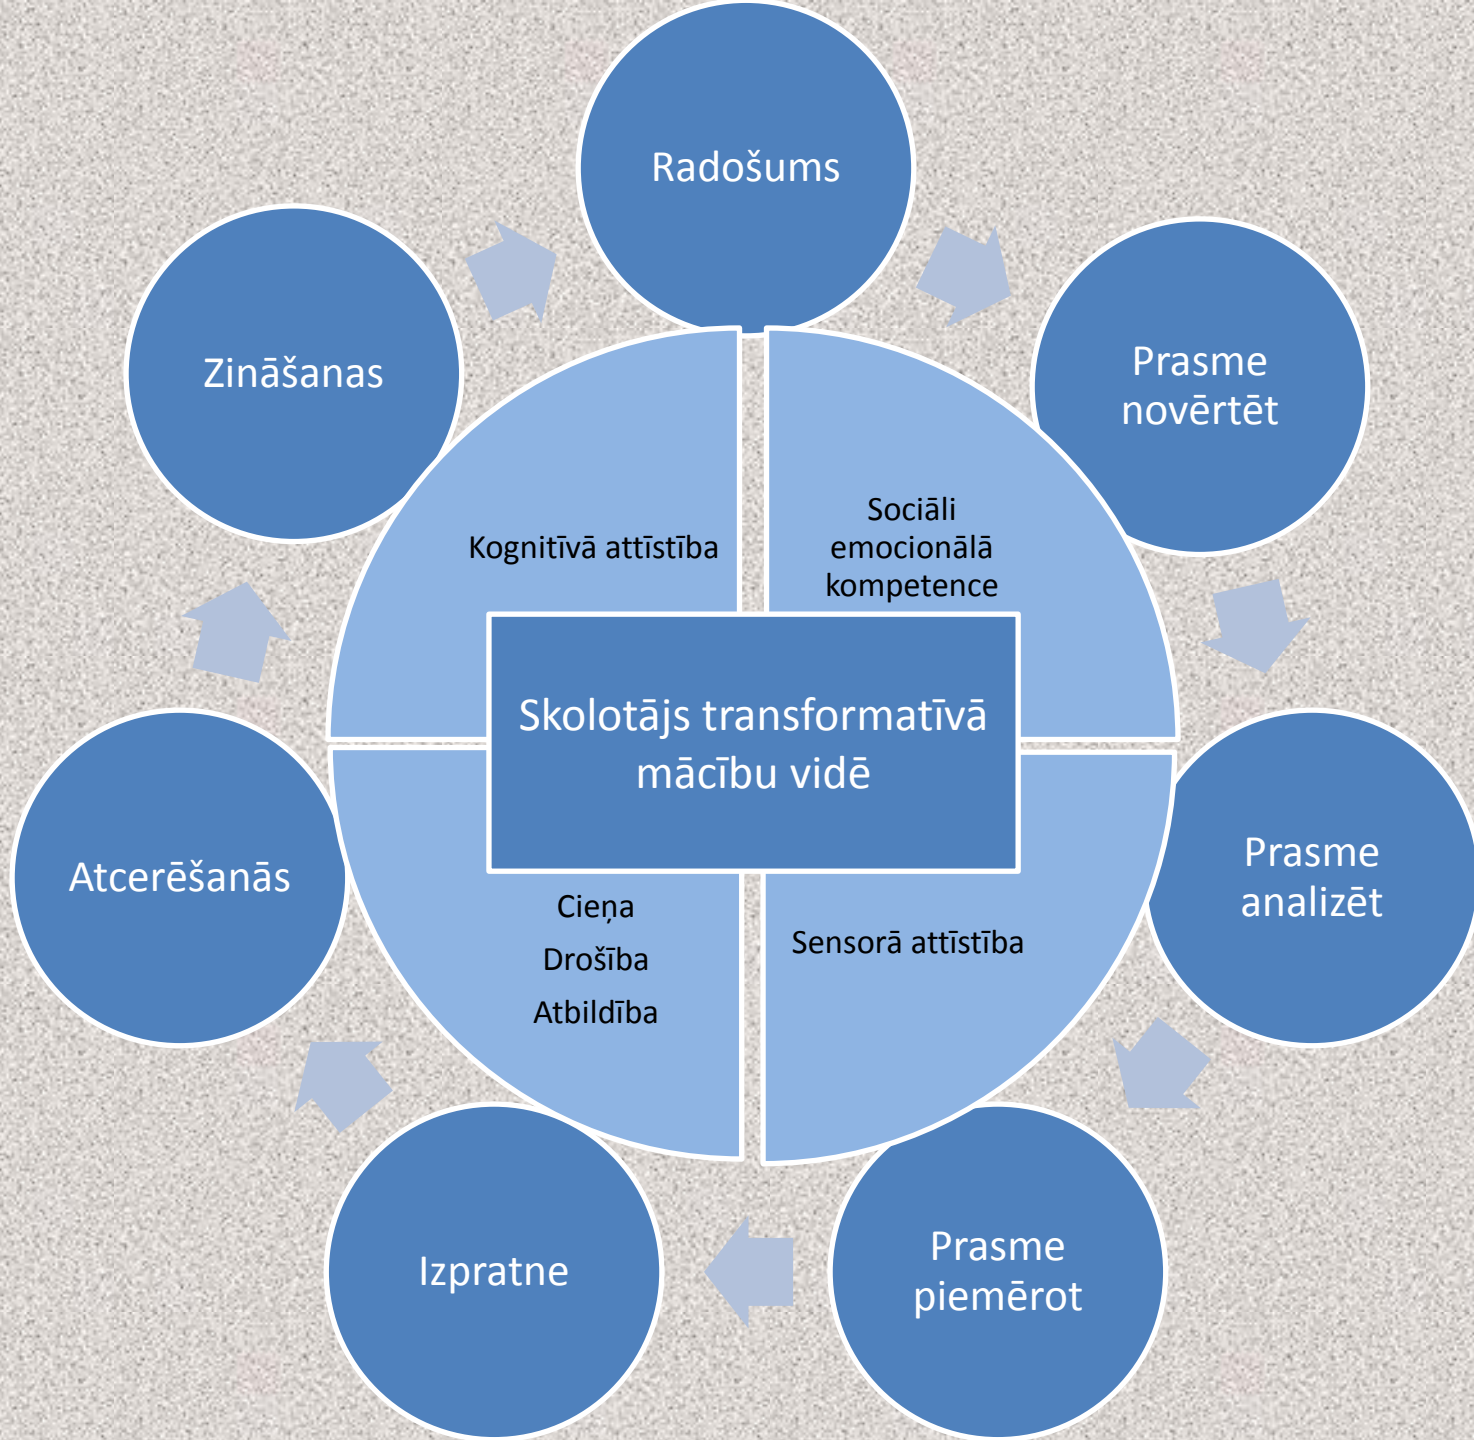 Radošums
Prasme
novērtēt
Prasme
analizēt
Prasme
piemērot
Izpratne
Atcerēšanās
Zināšanas
Kognitīvā attīstība
Sociāli
emocionālā
kompetence
Skolotājs transformatīvā
mācību vidē
Cieņa
Drošība
Atbildība
Sensorā attīstība